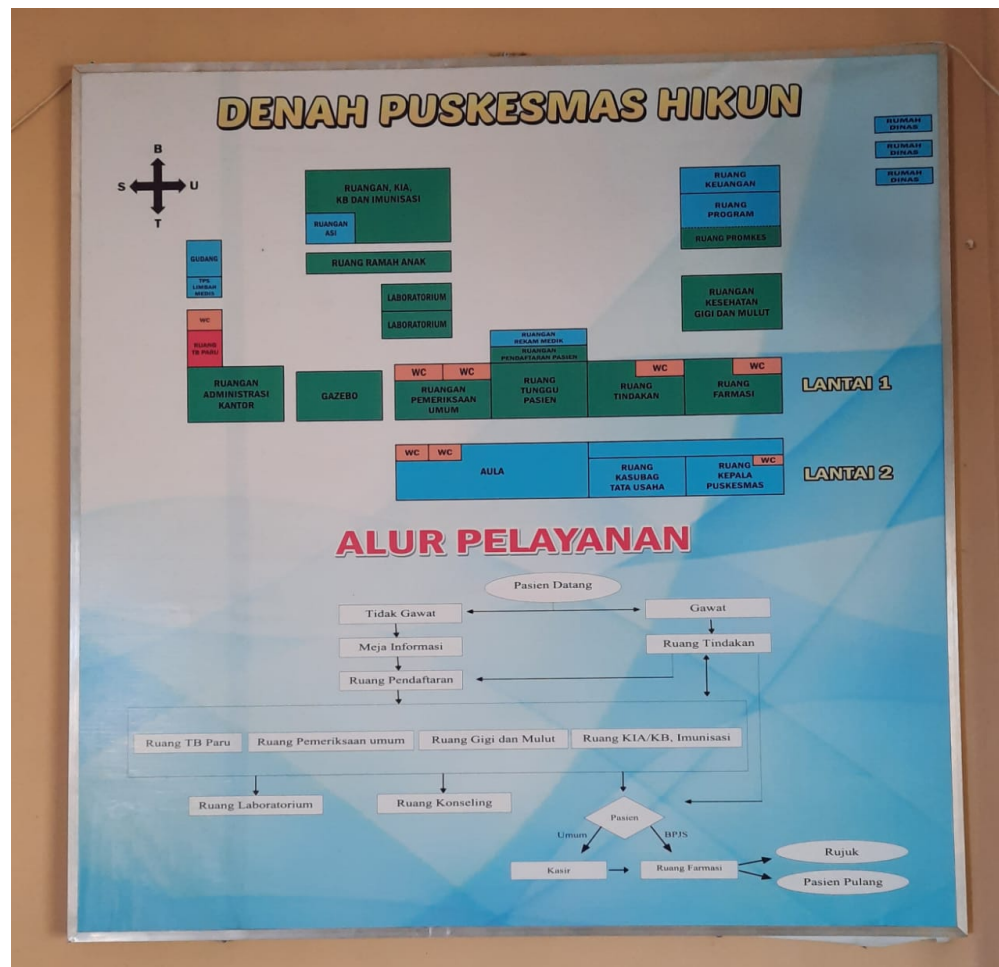 DENAH PUSKESMAS HIKUN
RUMAH
DINAS
RUMAH
DINAS
RUMAH
DINAS
B
S
U
T
RUANGAN, KIA,
KB DAN IMUNISASI
RUANGAN
ASI
RUANG RAMAH ANAK
LABORATORIUM
LABORATORIUM
RUANG
KEUANGAN
RUANG
PROGRAM
RUANG PROMKES
RUANGAN
KESEHATAN
GIGI DAN MULUT
GUDANG
TPS
LIMBAH
MEDIS
WC
RUANG
TB PARU
RUANGAN
ADMINISTRASI
KANTOR
GAZEBO
WC
WC
RUANGAN
PEMERIKSAAN
UMUM
RUANGAN
REKAM MEDIK
RUANGAN
PENDAFTARAN PASIEN
RUANG
TUNGGU
PASIEN
WC
RUANG
TINDAKAN
WC
RUANG
FARMASI
LANTAI 1
WC
WC
AULA
RUANG
KASUBAG
TATA USAHA
WC
RUANG
KEPALA
PUSKESMAS
LANTAI 2
ALUR PELAYANAN
Pasien Datang
Tidak Gawat
Gawat
Meja Informasi
Ruang Tindakan
Ruang Pendaftaran
Ruang TB Paru
Ruang Pemeriksaan umum
Ruang Gigi dan Mulut
Ruang KIA/KB, Imunisasi
Ruang Laboratorium
Ruang Konseling
Pasien
Umum
BPJS
Kasir
Ruang Farmasi
Rujuk
Pasien Pulang